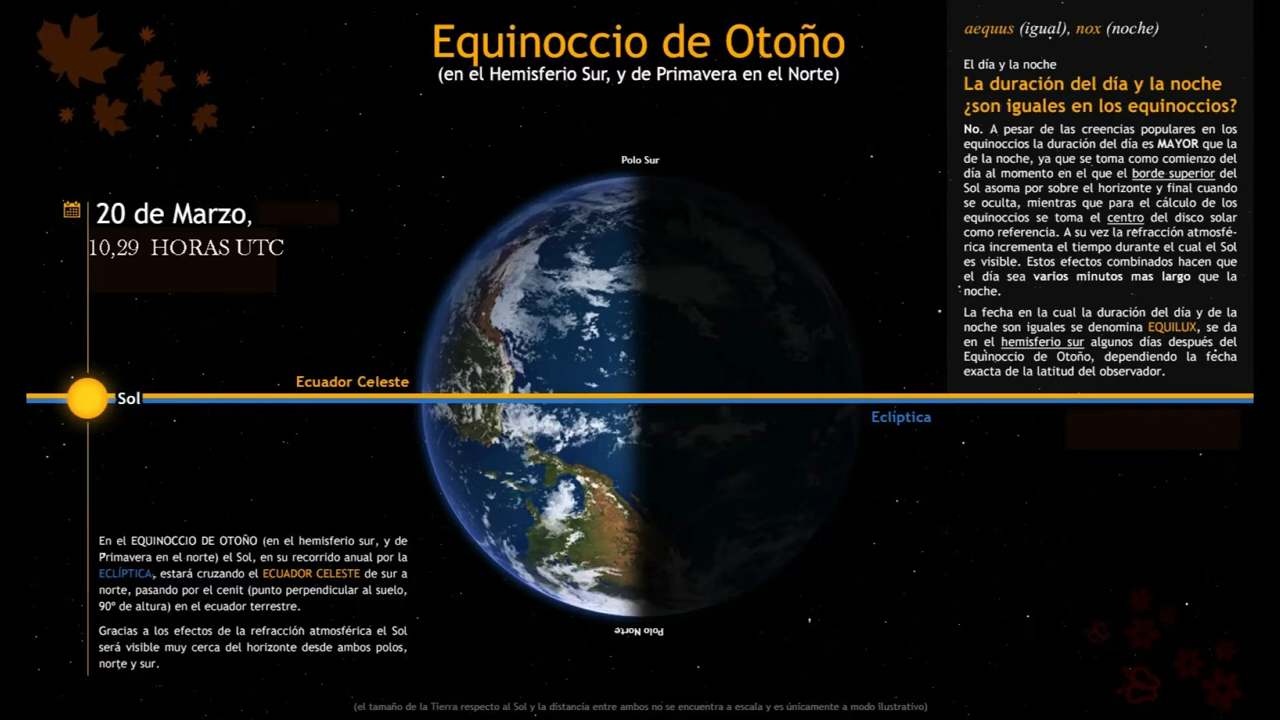 Equinoccio de Otoño
(en el Hemisferio Sur, y de Primavera en el Norte)
aequus (igual), nox (noche)
El día y la noche
La duración del día y la noche
¿son iguales en los equinoccios?
No. A pesar de las creencias populares en los
equinoccios la duración del día es MAYOR que la
de la noche, ya que se toma como comienzo del
día al momento en el que el borde superior del
Sol asoma por sobre el horizonte y final cuando
se oculta, mientras que para el cálculo de los
equinoccios se toma el centro del disco solar
como referencia. A su vez la refracción atmosfé-
rica incrementa el tiempo durante el cual el Sol
es visible. Estos efectos combinados hacen que
el día sea varios minutos mas largo que la
noche.
La fecha en la cual la duración del día y de la
noche son iguales se denomina EQUILUX, se da
en el hemisferio sur algunos días después del
Equinoccio de Otoño, dependiendo la fecha
exacta de la latitud del observador.
Polo Sur
20 de Marzo,
10,29 HORAS UTC
Ecuador Celeste
Sol
Eclíptica
En el EQUINOCCIO DE OTOÑO (en el hemisferio sur, y de
Primavera en el norte) el Sol, en su recorrido anual por la
ECLÍPTICA, estará cruzando el ECUADOR CELESTE de sur a
norte, pasando por el cenit (punto perpendicular al suelo,
90º de altura) en el ecuador terrestre.
Gracias a los efectos de la refracción atmosférica el Sol
será visible muy cerca del horizonte desde ambos polos,
norte y sur.
Polo Norte
(el tamaño de la Tierra respecto al Sol y la distancia entre ambos no se encuentra a escala y es únicamente a modo ilustrativo)